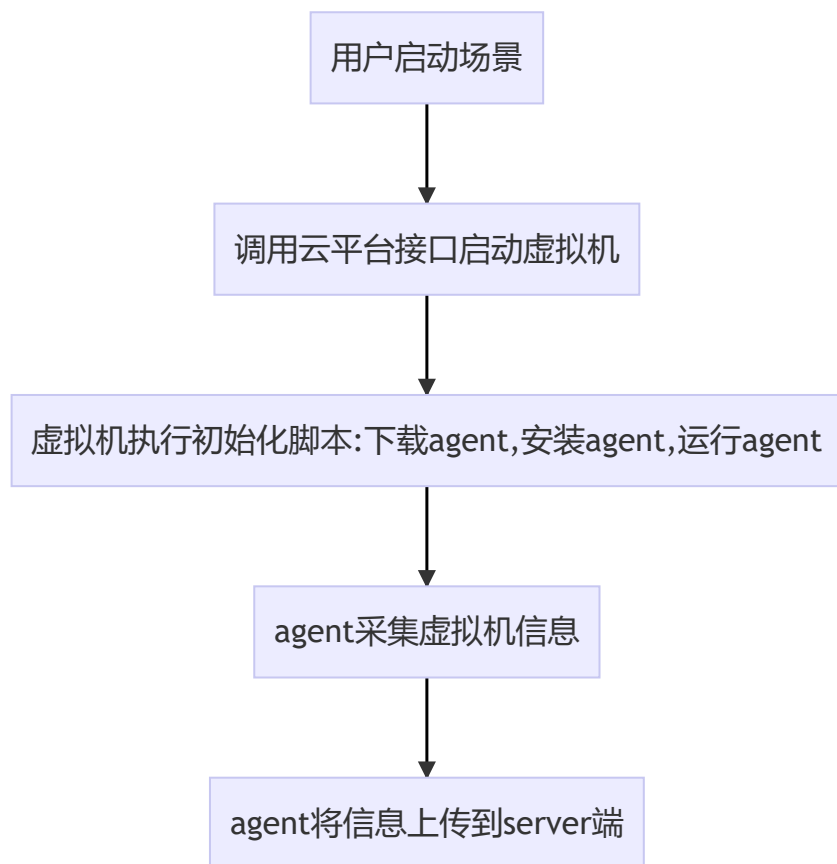 用户启动场景
调用云平台接口启动虚拟机
虚拟机执行初始化脚本:下载agent,安装agent,运行agent
agent采集虚拟机信息
agent将信息上传到server端